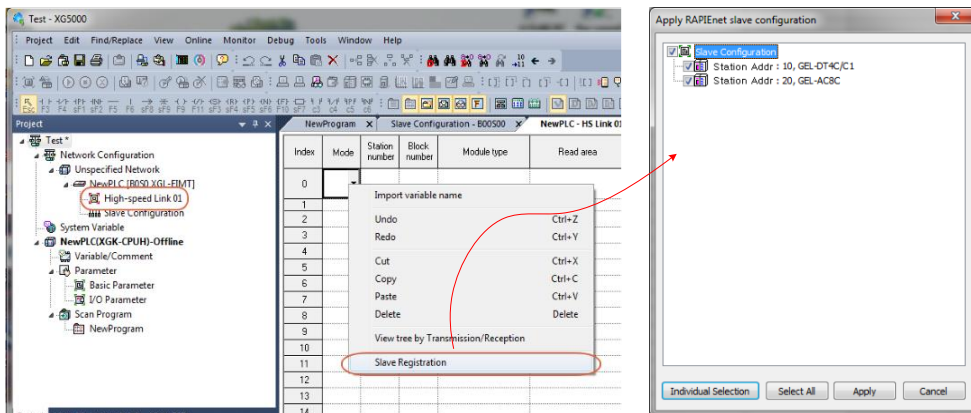 Test - XG5000
Project Edit Find/Replace View Online Monitor Debug Tools Window Help
Project
NewProgram
Slave Configuration - B00S00
NewPLC - HS Link 01
Test *
Network Configuration
Unspecified Network
NewPLC [B0S0 XGL-EIMT]
High-speed Link 01
Slave Configuration
System Variable
NewPLC(XGK-CPUH)-Offline
Variable/Comment
Parameter
Basic Parameter
I/O Parameter
Scan Program
NewProgram
Index Mode Station number Block number Module type Read area
0
1
2
3
4
5
6
7
8
9
10
11
12
13
14
Import variable name
Undo Ctrl+Z
Redo Ctrl+Y
Cut Ctrl+X
Copy Ctrl+C
Paste Ctrl+V
Delete Delete
View tree by Transmission/Reception
Slave Registration
Apply RAPIEnet slave configuration
Slave Configuration
Station Addr : 10, GEL-DT4C/C1
Station Addr : 20, GEL-AC8C
Individual Selection Select All Apply Cancel